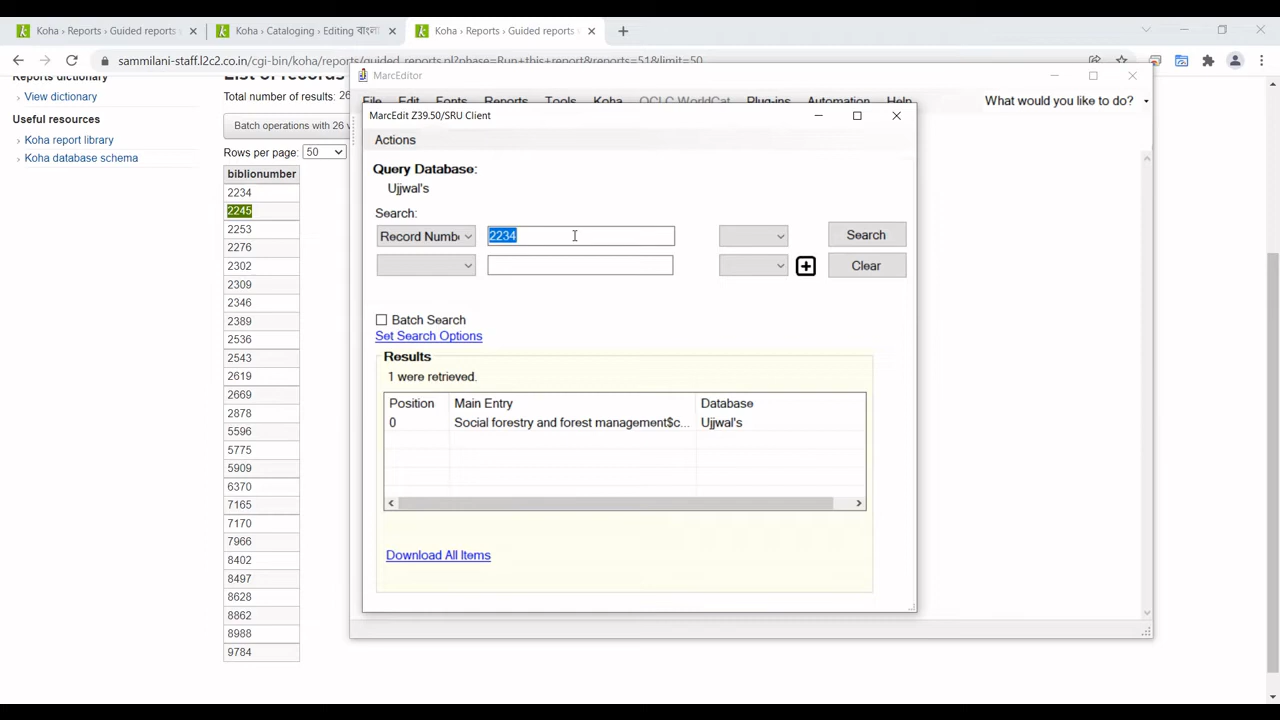 Koha › Reports › Guided reports
Koha › Cataloging › Editing বাংলা
Koha › Reports › Guided reports
sammilani-staff.l2c2.co.in/cgi-bin/koha/reports/guided_reports.pl?phase=Run+this+report&reports=51&limit=50
Reports dictionary
View dictionary
Useful resources
Koha report library
Koha database schema
List of records
Total number of results: 26
Batch operations with 26 v
Rows per page: 50
biblionumber
2234
2245
2253
2276
2302
2309
2346
2389
2536
2543
2619
2669
2878
5596
5775
5909
6370
7165
7170
7966
8402
8497
8628
8862
8988
9784
MarcEditor
File Edit Fonts Reports Tools Koha OCLC WorldCat Plug-ins Automation Help What would you like to do?
MarcEdit Z39.50/SRU Client
Actions
Query Database:
Ujjwal's
Search:
Record Numb 2234 Search
Clear
Batch Search
Set Search Options
Results
1 were retrieved.
Position Main Entry Database
0 Social forestry and forest management$c... Ujjwal's
Download All Items